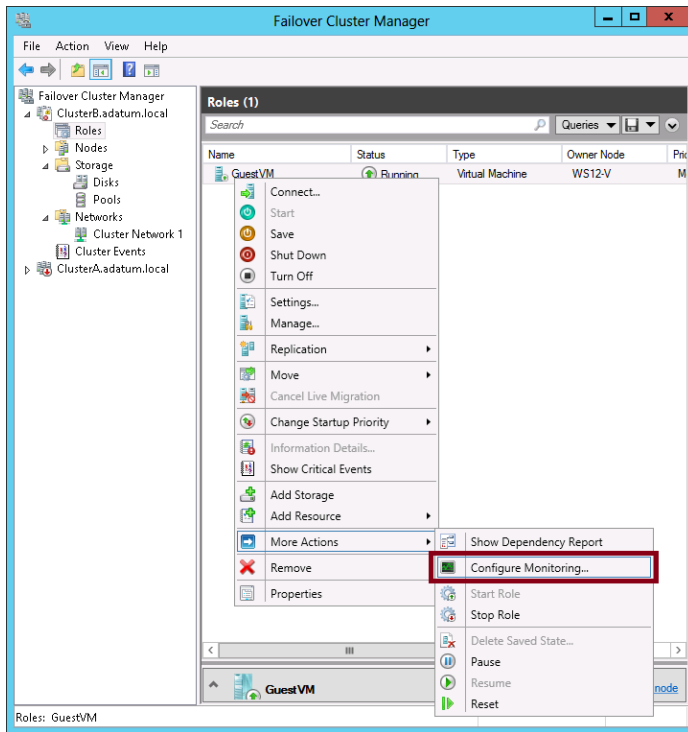 Failover Cluster Manager
File Action View Help
Failover Cluster Manager
ClusterB.adatum.local
Roles
Nodes
Storage
Disks
Pools
Networks
Cluster Network 1
Cluster Events
ClusterA.adatum.local
Roles (1)
Search
Queries
Name Status Type Owner Node Pric
GuestVM Running Virtual Machine WS12-V M
Connect...
Start
Save
Shut Down
Turn Off
Settings...
Manage...
Replication
Move
Cancel Live Migration
Change Startup Priority
Information Details...
Show Critical Events
Add Storage
Add Resource
More Actions
Remove
Properties
Show Dependency Report
Configure Monitoring...
Start Role
Stop Role
Delete Saved State...
Pause
Resume
Reset
GuestVM
node
Roles: GuestVM